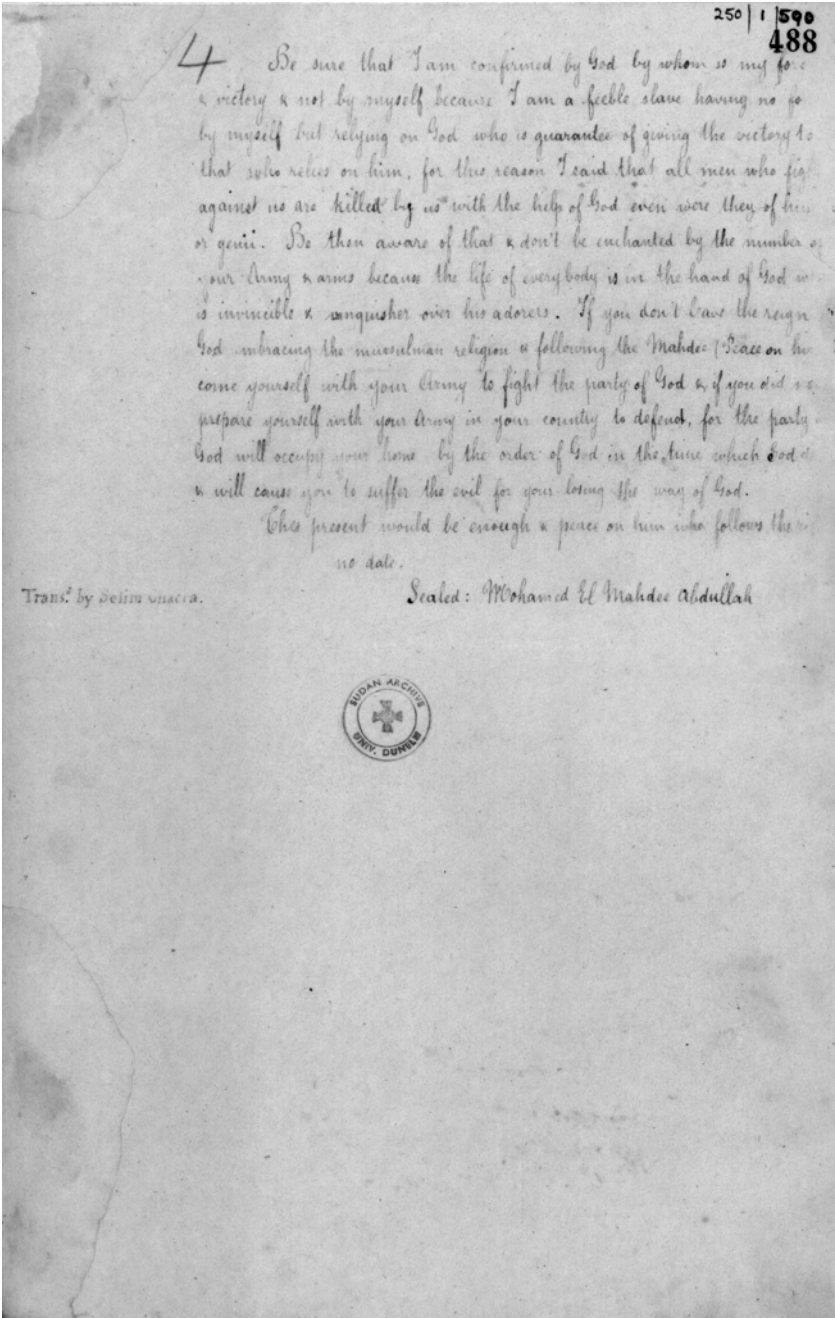 250 | 1 | 590
488
4 Be sure that I am confirmed by God by whom is my
& victory & not by myself because I am a feeble slave having no
by myself but relying on God who is guarantee of giving the victory to
that who relies on him, for this reason I said that all men who
against us are killed by us with the help of God even were they of
or genii. Be then aware of that & don't be enchanted by the number
your Army & arms because the life of everybody is in the hand of God
is invincible & vanquisher over his adorers. If you don't leave the reign
God embracing the mussulman religion & following the Mahdee (Peace on
come yourself with your Army to fight the party of God & if you did
prepare yourself with your Army in your country to defend, for the party
God will occupy your home by the order of God in the time which God
& will cause you to suffer the evil for your losing the way of God.
This present would be enough & peace on him who follows the
no date.
Trans.d by Selim Chacra. Sealed: Mohamed El Mahdee Abdullah
SUDAN ARCHIVE
UNIV. DUNELM